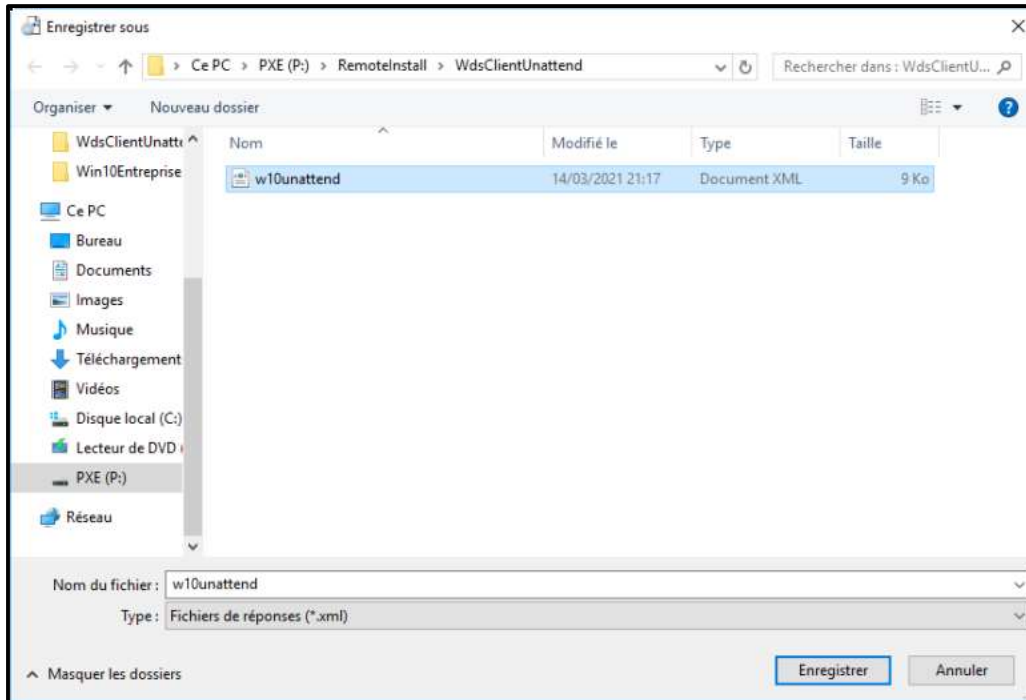 Enregistrer sous
Ce PC > PXE (P:) > RemoteInstall > WdsClientUnattend
Rechercher dans : WdsClientU...
Organiser
Nouveau dossier
Nom
Modifié le
Type
Taille
WdsClientUnatt
Win10Entreprise
w10unattend
14/03/2021 21:17
Document XML
9 Ko
Ce PC
Bureau
Documents
Images
Musique
Téléchargement
Vidéos
Disque local (C:)
Lecteur de DVD
PXE (P:)
Réseau
Nom du fichier : w10unattend
Type : Fichiers de réponses (*.xml)
Masquer les dossiers
Enregistrer
Annuler